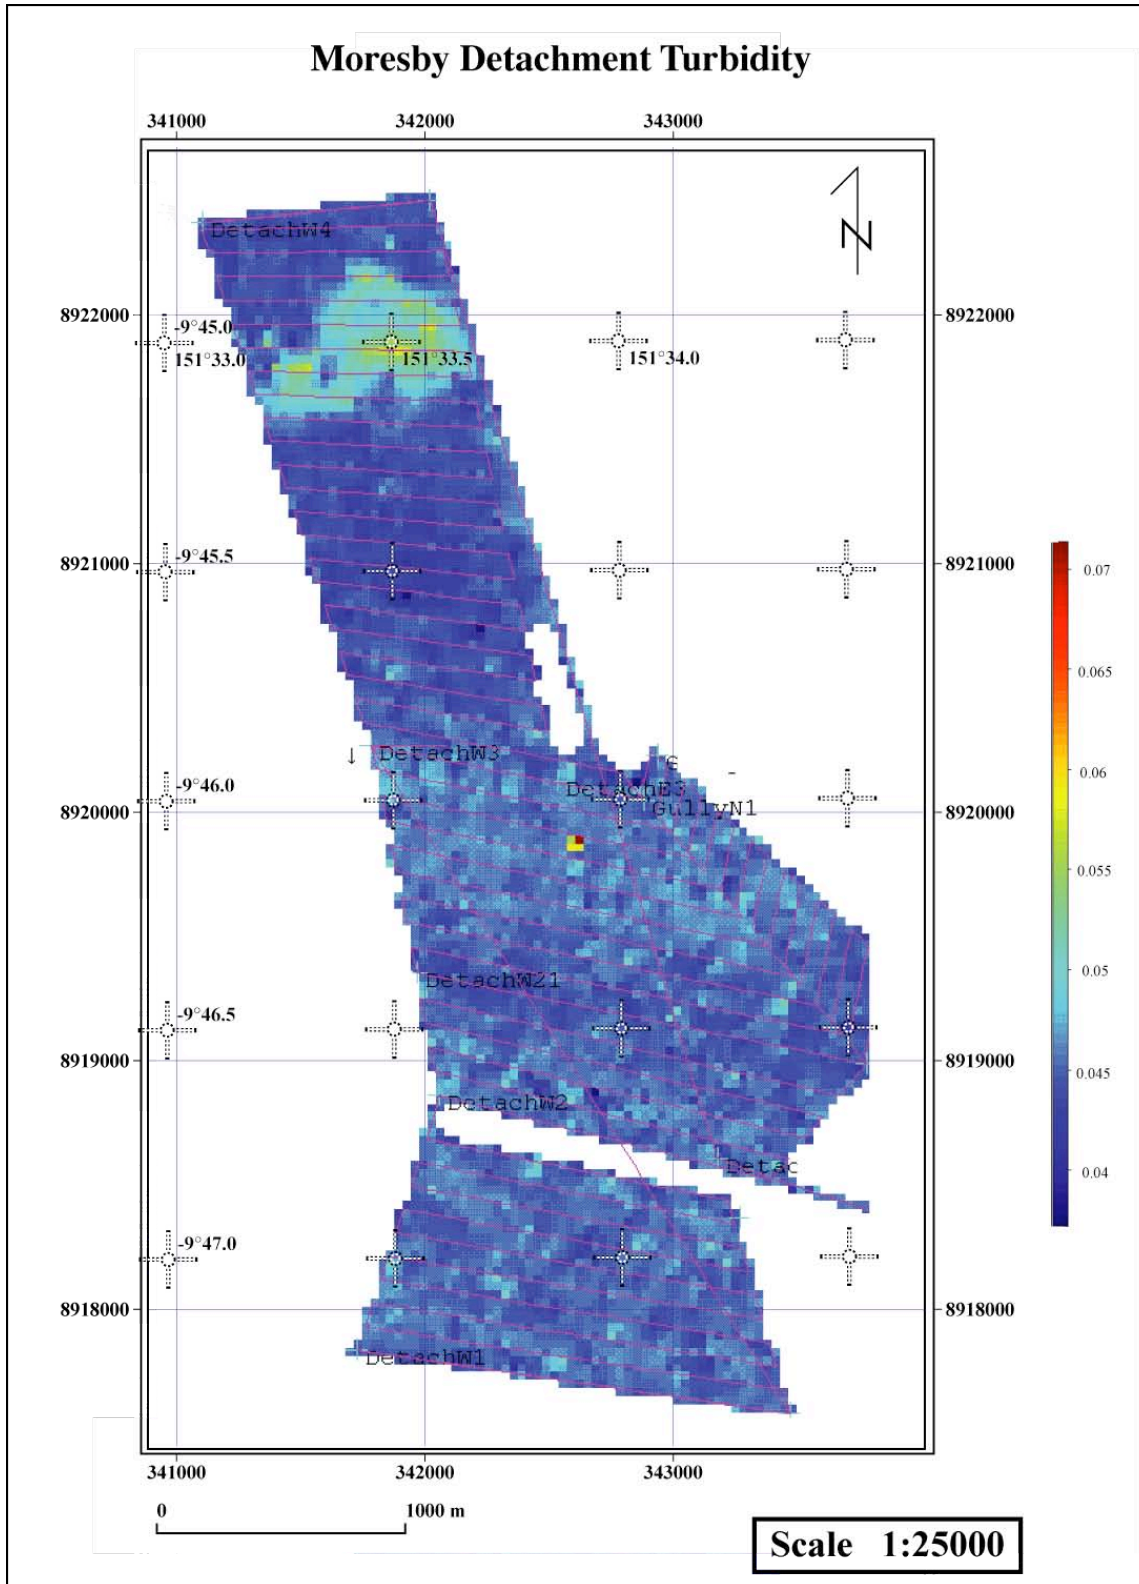 Moresby Detachment Turbidity
341000 342000 343000
DetachW4
N
8922000 8922000
-9°45.0
151°33.0 151°33.5 151°34.0
-9°45.5
8921000 8921000
0.07
0.065
DetachW3
-9°46.0
DetachE3
GullyN1
8920000 8920000
0.06
0.055
0.05
DetachW21
-9°46.5
8919000 8919000
0.045
DetachW2
Detac
0.04
-9°47.0
8918000 8918000
DetachW1
341000 342000 343000
0 1000 m
Scale 1:25000